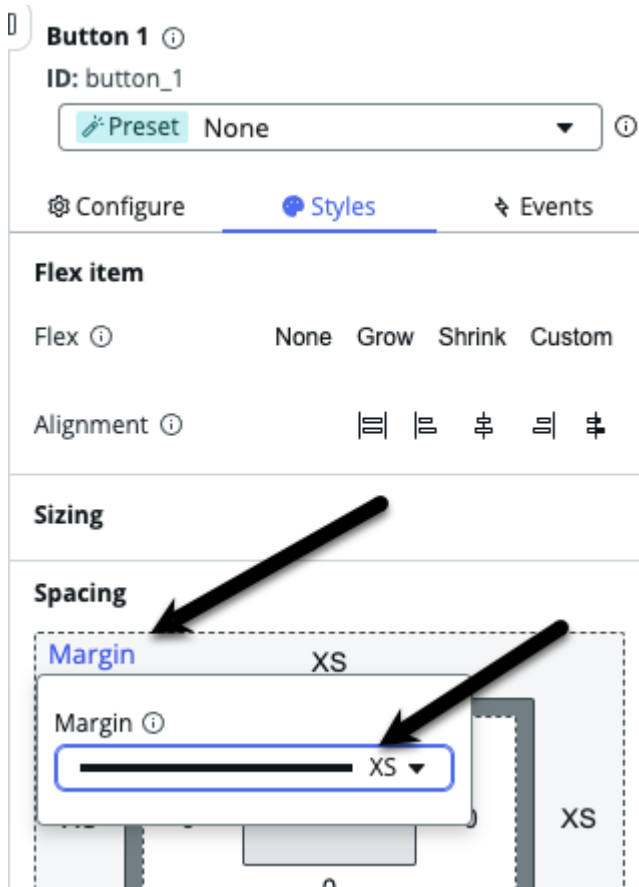 Button 1
ID: button_1
Preset None
Configure Styles Events
Flex item
Flex None Grow Shrink Custom
Alignment
Sizing
Spacing
Margin XS
Margin
XS
XS